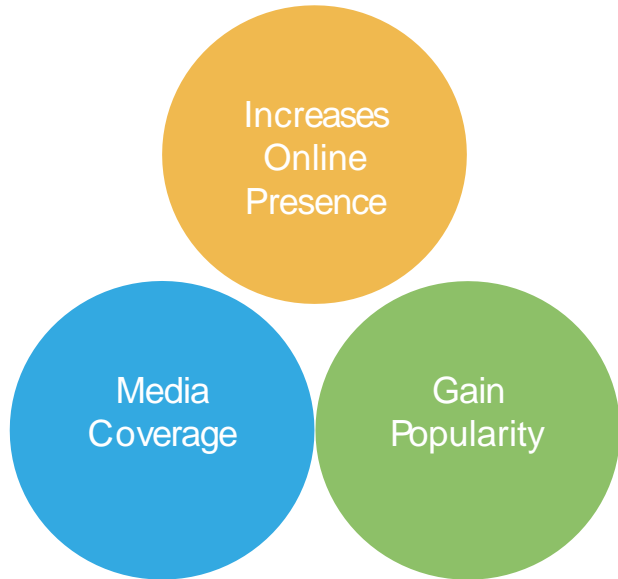 Increases
Online
Presence
Media
Coverage
Gain
Popularity